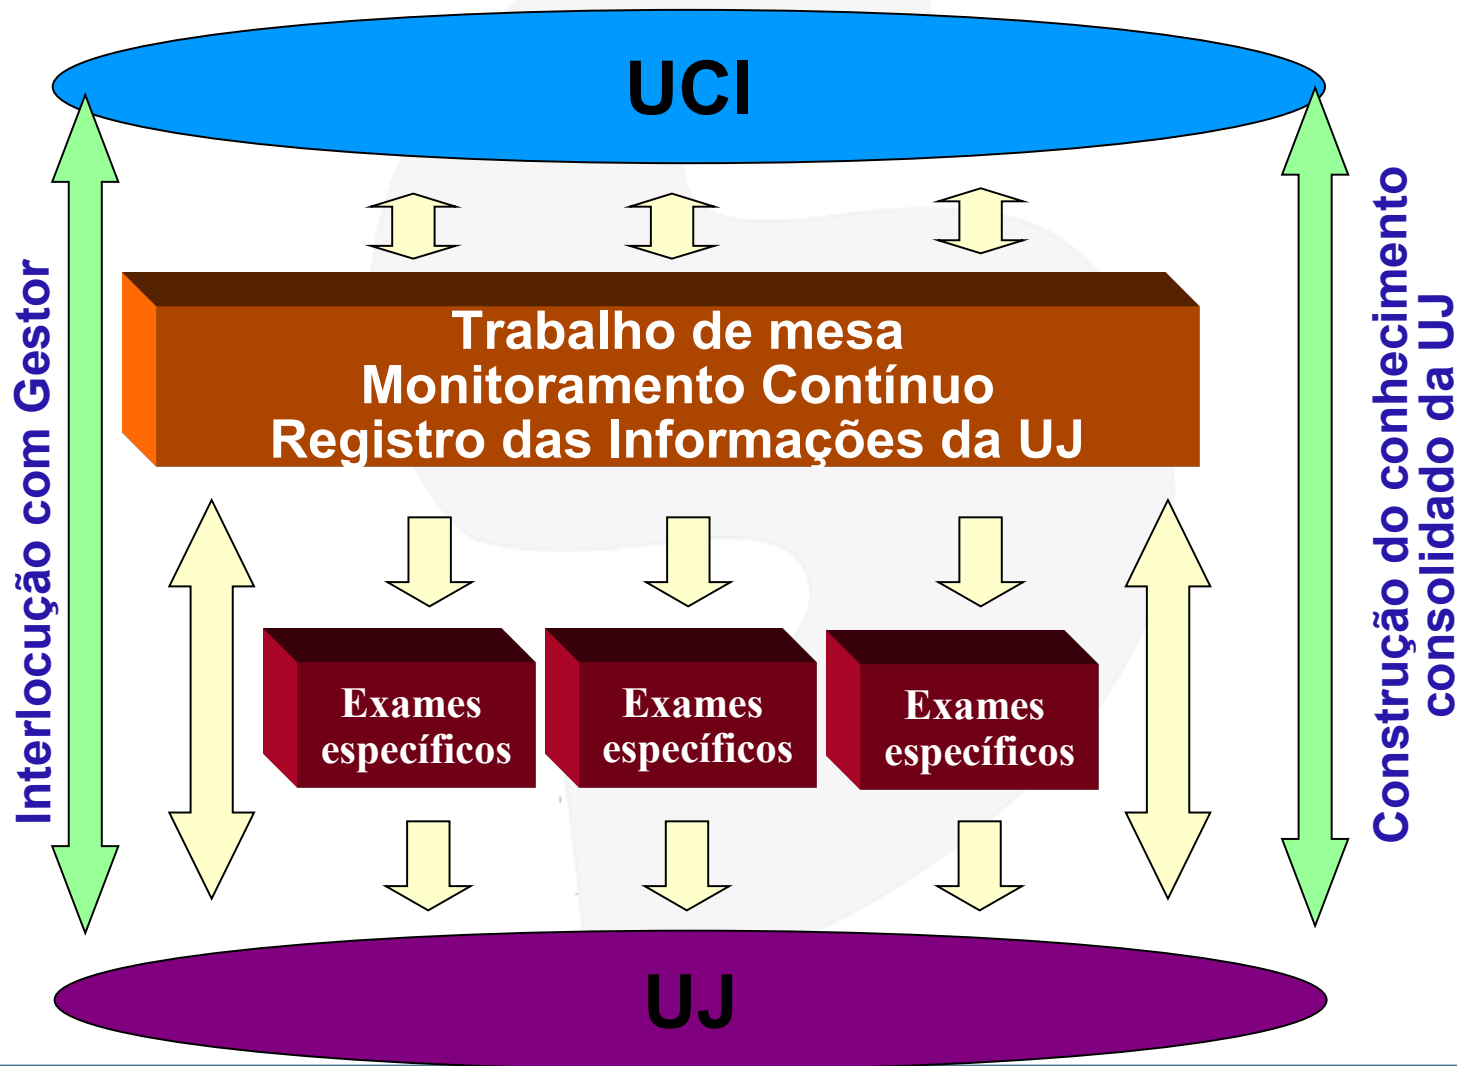 UCI
Interlocução com Gestor
Trabalho de mesa
Monitoramento Contínuo
Registro das Informações da UJ
Construção do conhecimento
consolidado da UJ
Exames
específicos
Exames
específicos
Exames
específicos
UJ